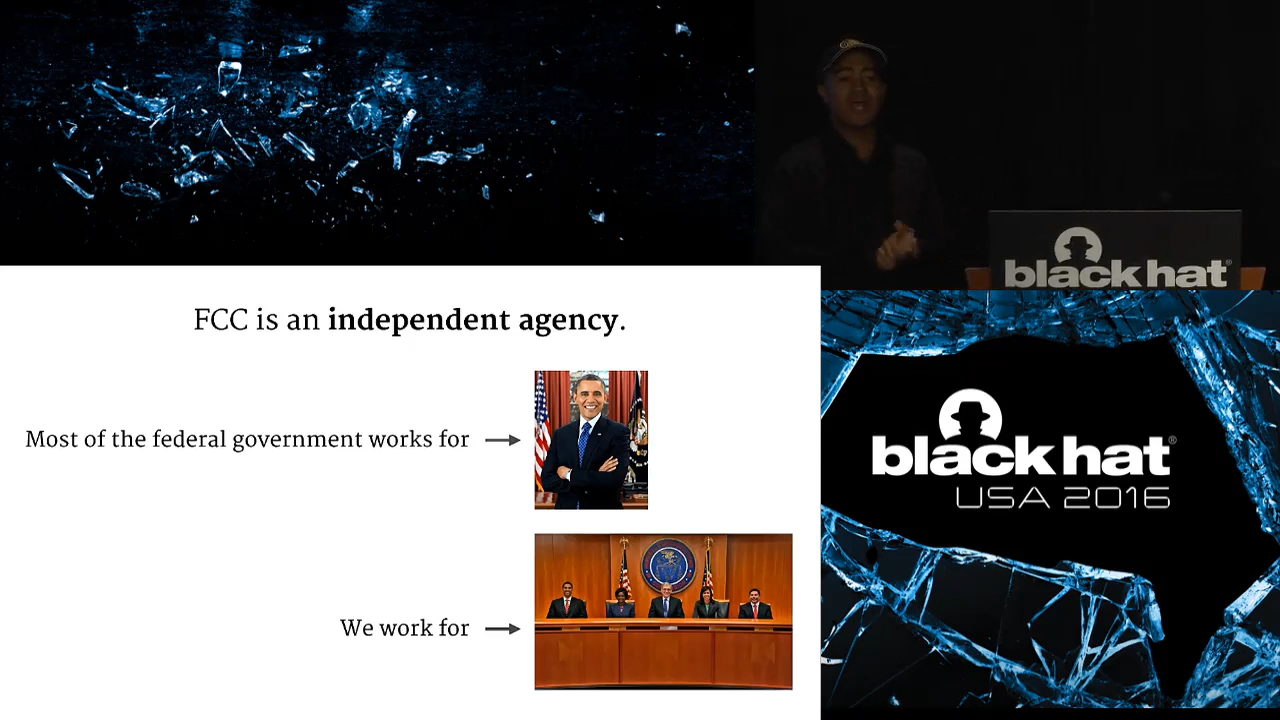 black hat
FCC is an independent agency.
Most of the federal government works for
We work for
black hat®
USA 2016